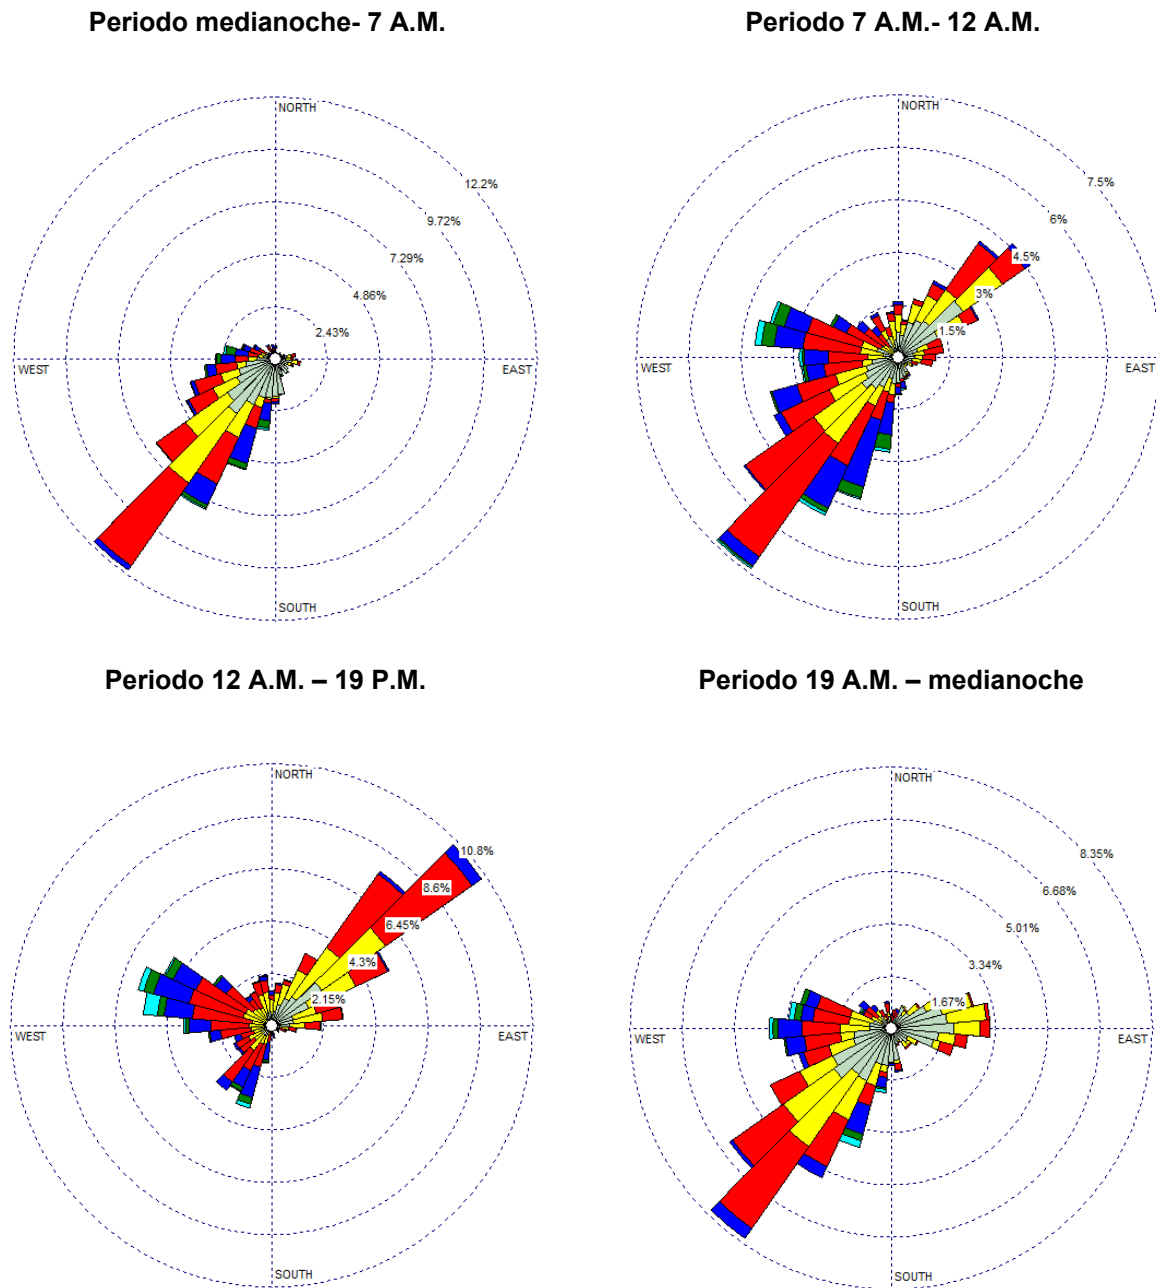 Periodo medianoche- 7 A.M.
Periodo 7 A.M.- 12 A.M.
NORTH
12.2%
9.72%
7.29%
4.86%
2.43%
WEST
EAST
SOUTH
NORTH
7.5%
6%
4.5%
3%
1.5%
WEST
EAST
SOUTH
Periodo 12 A.M. – 19 P.M.
Periodo 19 A.M. – medianoche
NORTH
10.8%
8.6%
6.45%
4.3%
2.15%
WEST
EAST
SOUTH
NORTH
8.35%
6.68%
5.01%
3.34%
1.67%
WEST
EAST
SOUTH